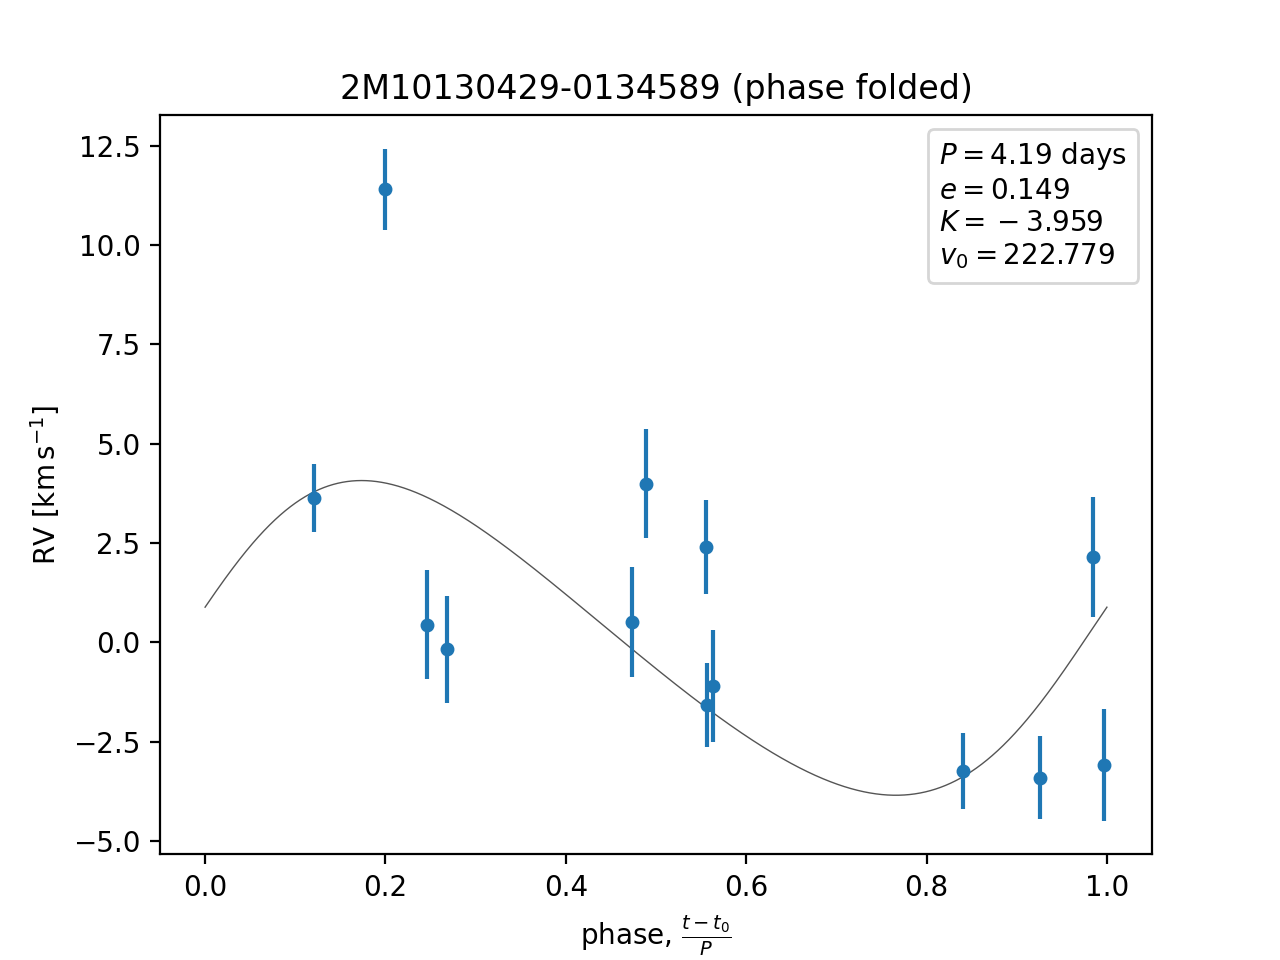 2M10130429-0134589 (phase folded)
P = 4.19 days
e = 0.149
K = − 3.959
v₀ = 222.779
12.5
10.0
7.5
5.0
2.5
0.0
−2.5
−5.0
RV [km s⁻¹]
0.0 0.2 0.4 0.6 0.8 1.0
phase, (t − t₀)/P